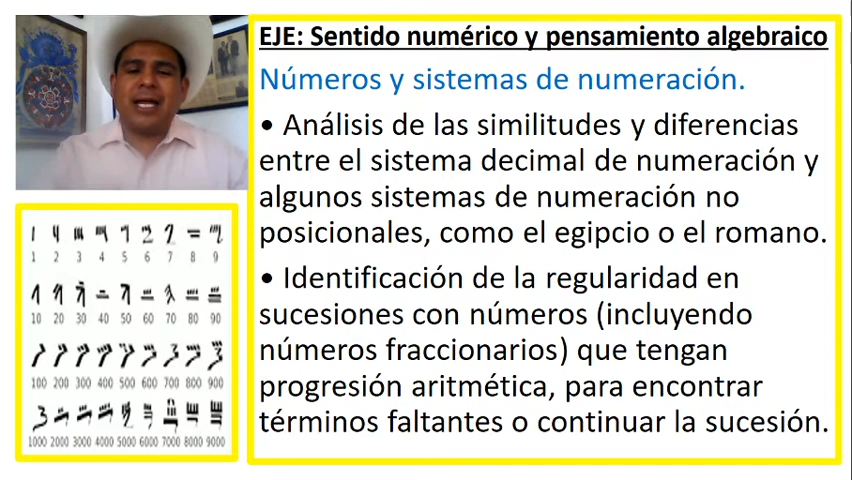 EJE: Sentido numérico y pensamiento algebraico
Números y sistemas de numeración.
• Análisis de las similitudes y diferencias
entre el sistema decimal de numeración y
algunos sistemas de numeración no
posicionales, como el egipcio o el romano.
• Identificación de la regularidad en
sucesiones con números (incluyendo
números fraccionarios) que tengan
progresión aritmética, para encontrar
términos faltantes o continuar la sucesión.
1 2 3 4 5 6 7 8 9
10 20 30 40 50 60 70 80 90
100 200 300 400 500 600 700 800 900
1000 2000 3000 4000 5000 6000 7000 8000 9000